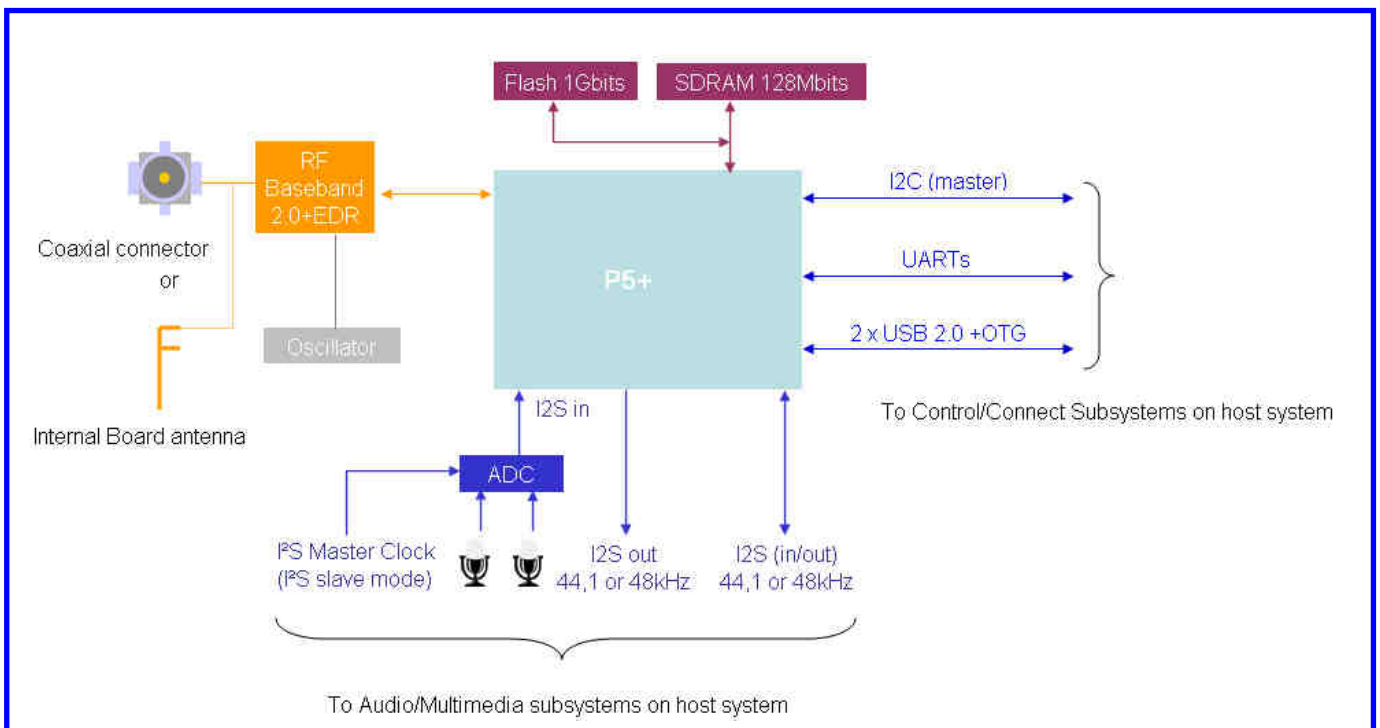 Flash 1Gbits
SDRAM 128Mbits
RF
Baseband
2.0+EDR
I2C (master)
Coaxial connector
or
UARTs
P5+
Oscillator
2 x USB 2.0 +OTG
I2S in
To Control/Connect Subsystems on host system
Internal Board antenna
ADC
I²S Master Clock
(I²S slave mode)
I2S out
44,1 or 48kHz
I2S (in/out)
44,1 or 48kHz
To Audio/Multimedia subsystems on host system